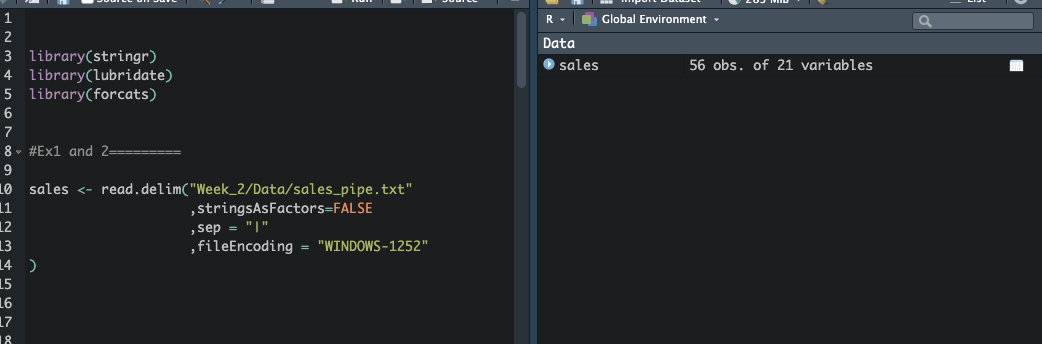 Source on Save
Run
Source
1
2
3 library(stringr)
4 library(lubridate)
5 library(forcats)
6
7
8 #Ex1 and 2=========
9
10 sales <- read.delim("Week_2/Data/sales_pipe.txt"
11 ,stringsAsFactors=FALSE
12 ,sep = "|"
13 ,fileEncoding = "WINDOWS-1252"
14 )
15
16
17
18
Import Dataset
265 MiB
List
R
Global Environment
Data
sales 56 obs. of 21 variables